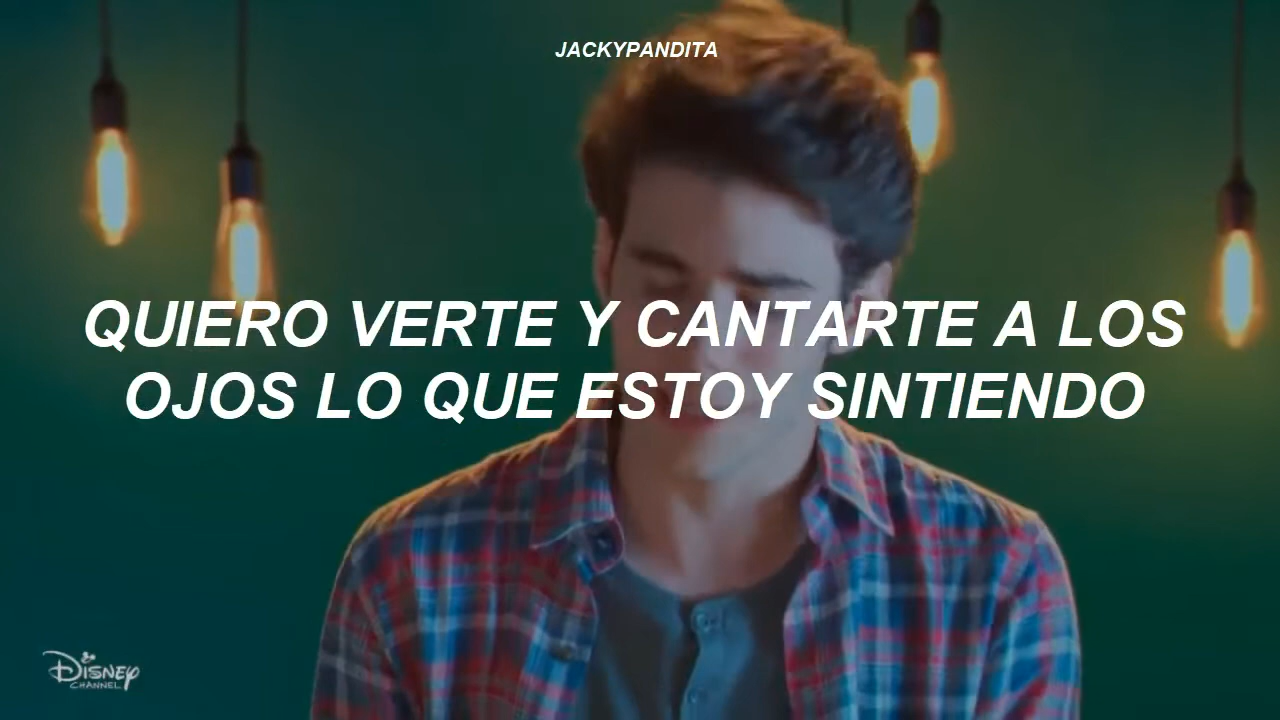 JACKYPANDITA
QUIERO VERTE Y CANTARTE A LOS
OJOS LO QUE ESTOY SINTIENDO
DISNEY
CHANNEL